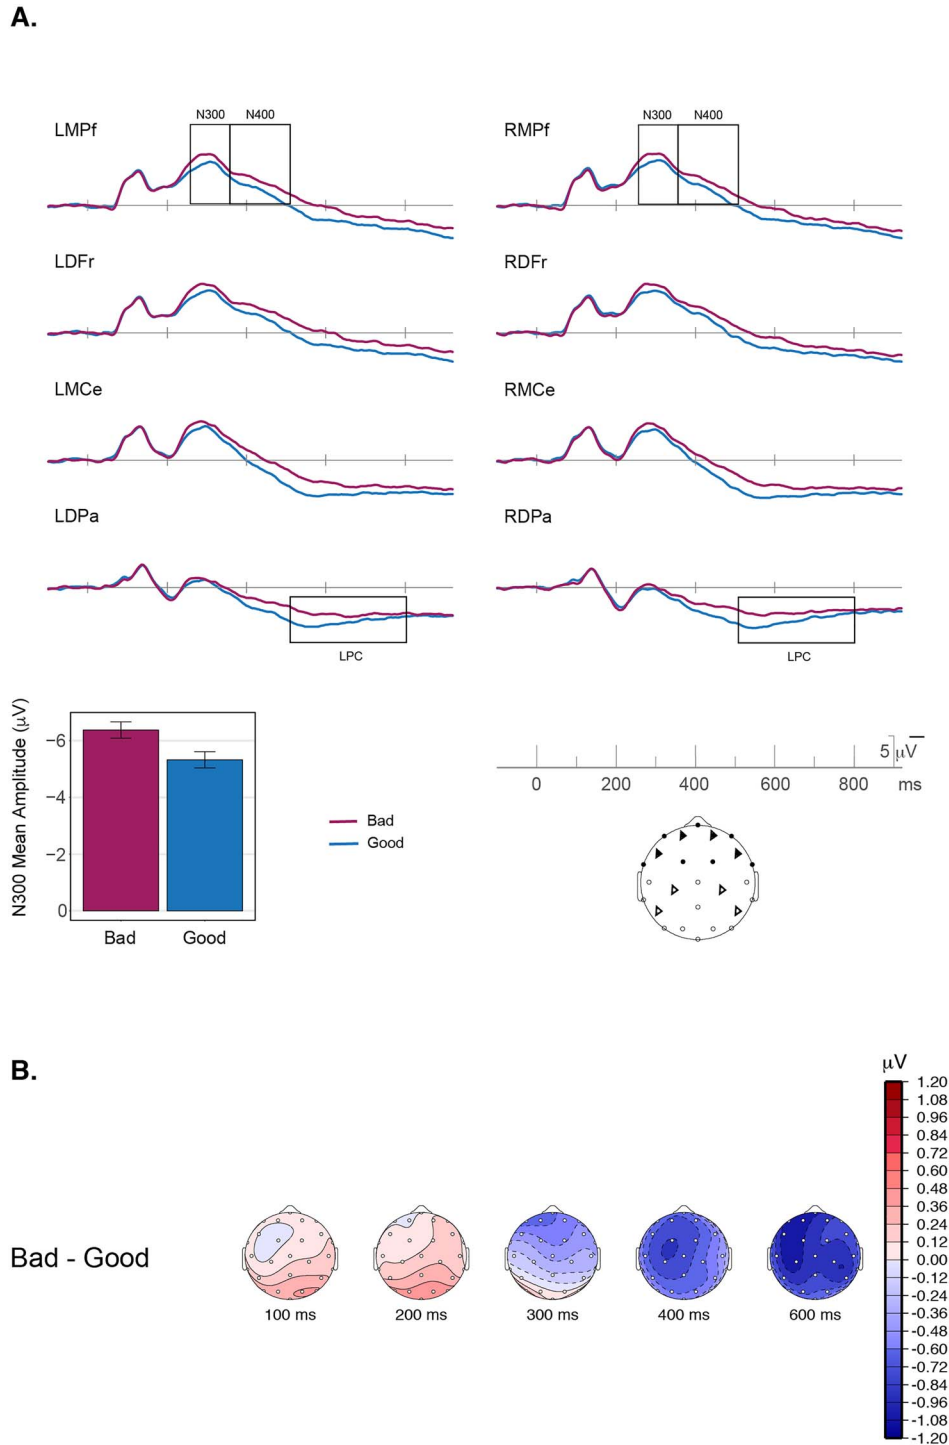 A.
N300 N400
N300 N400
LMPf
RMPf
LDFr
RDFr
LMCe
RMCe
LDPa
RDPa
LPC
LPC
N300 Mean Amplitude (μV)
−6
−4
−2
0
Bad
Good
Bad
Good
5 μV
0 200 400 600 800 ms
B.
μV
1.20
1.08
0.96
0.84
0.72
0.60
0.48
0.36
0.24
0.12
0.00
-0.12
-0.24
-0.36
-0.48
-0.60
-0.72
-0.84
-0.96
-1.08
-1.20
Bad - Good
100 ms
200 ms
300 ms
400 ms
600 ms